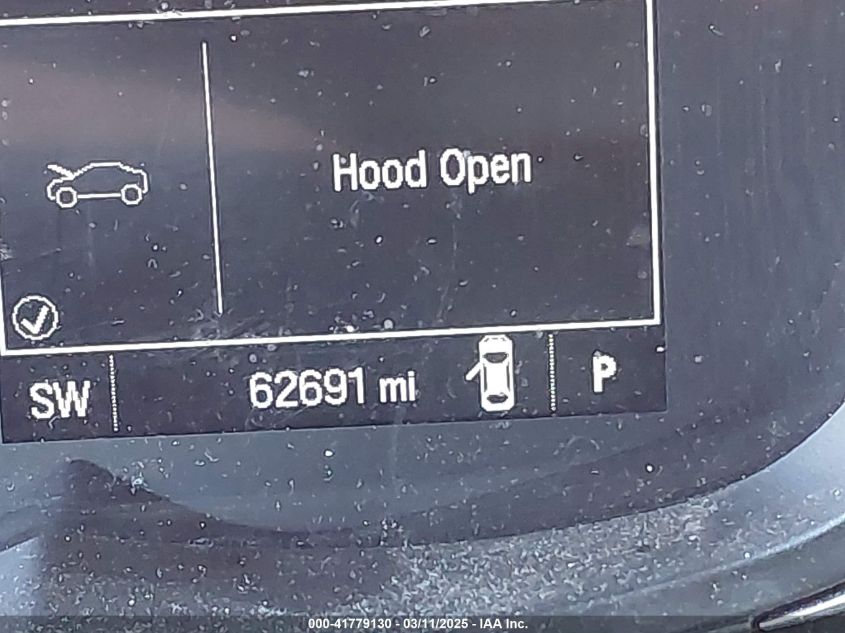 Hood Open
SW 62691 mi P
000-41779130 - 03/11/2025 - IAA Inc.